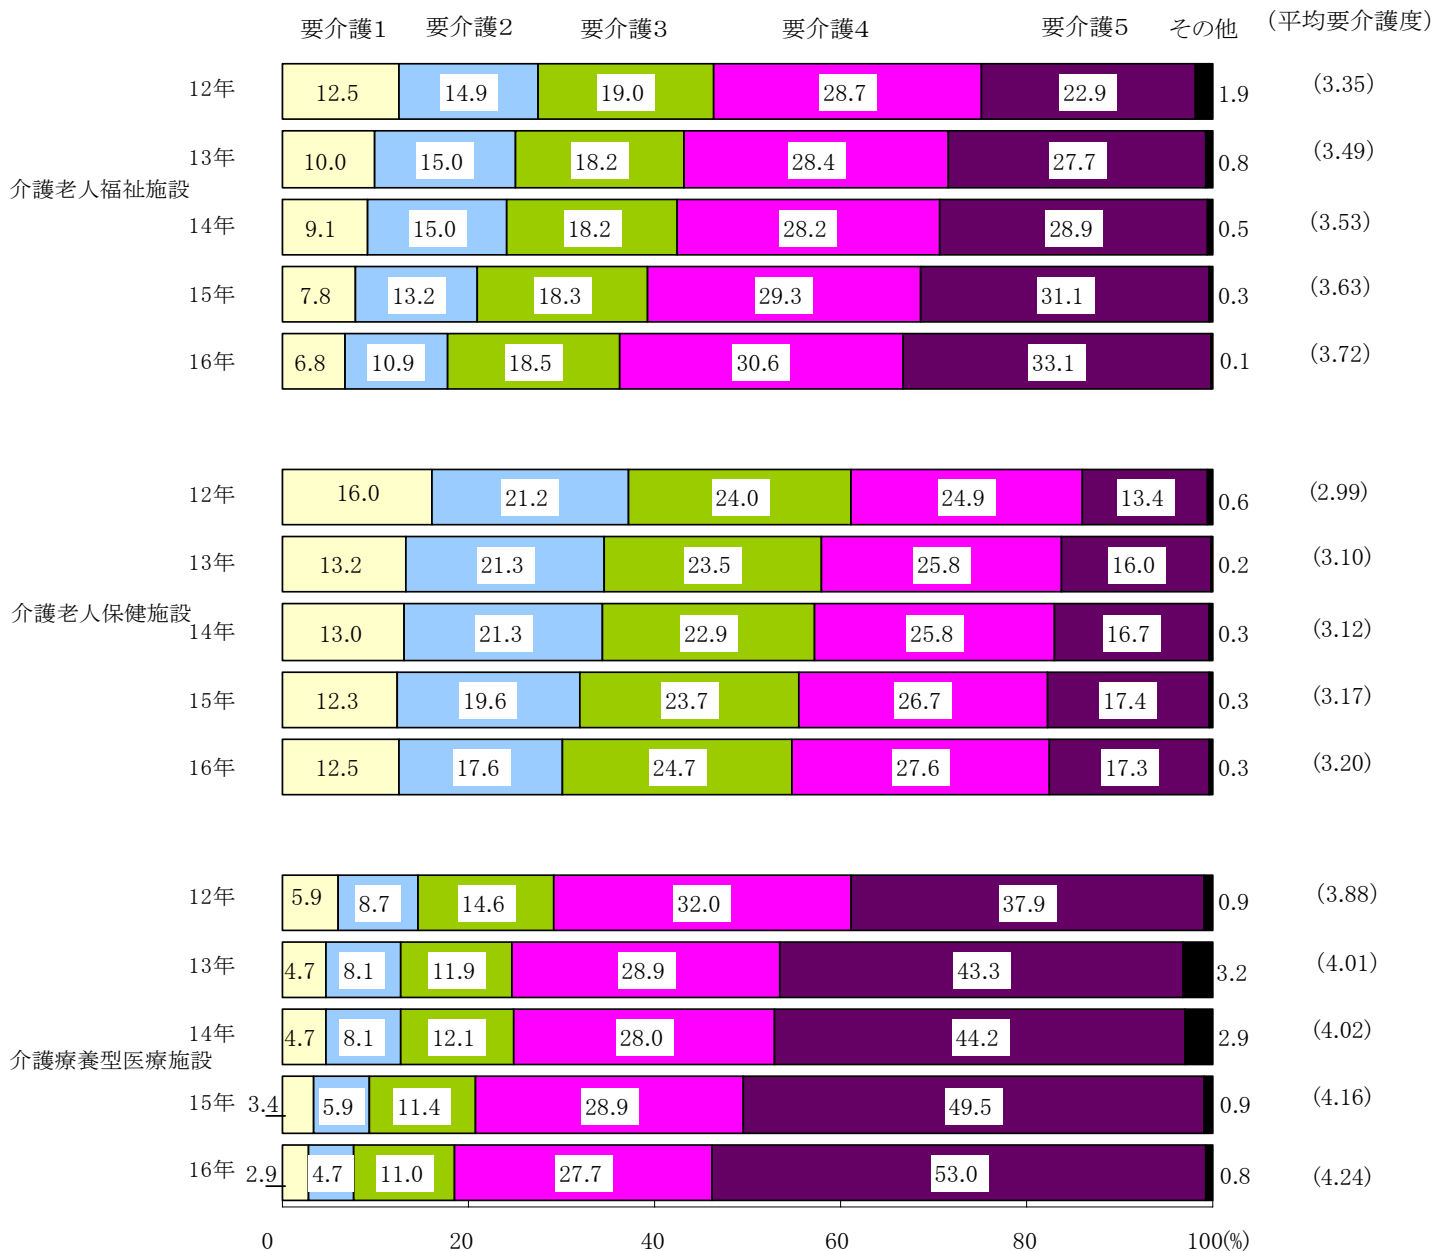 要介護1 要介護2 要介護3 要介護4 要介護5 その他 (平均要介護度)
12年 12.5 14.9 19.0 28.7 22.9 1.9 (3.35)
13年 10.0 15.0 18.2 28.4 27.7 0.8 (3.49)
介護老人福祉施設
14年 9.1 15.0 18.2 28.2 28.9 0.5 (3.53)
15年 7.8 13.2 18.3 29.3 31.1 0.3 (3.63)
16年 6.8 10.9 18.5 30.6 33.1 0.1 (3.72)
12年 16.0 21.2 24.0 24.9 13.4 0.6 (2.99)
13年 13.2 21.3 23.5 25.8 16.0 0.2 (3.10)
介護老人保健施設
14年 13.0 21.3 22.9 25.8 16.7 0.3 (3.12)
15年 12.3 19.6 23.7 26.7 17.4 0.3 (3.17)
16年 12.5 17.6 24.7 27.6 17.3 0.3 (3.20)
12年 5.9 8.7 14.6 32.0 37.9 0.9 (3.88)
13年 4.7 8.1 11.9 28.9 43.3 3.2 (4.01)
14年 4.7 8.1 12.1 28.0 44.2 2.9 (4.02)
介護療養型医療施設
15年 3.4 5.9 11.4 28.9 49.5 0.9 (4.16)
16年 2.9 4.7 11.0 27.7 53.0 0.8 (4.24)
0 20 40 60 80 100(%)